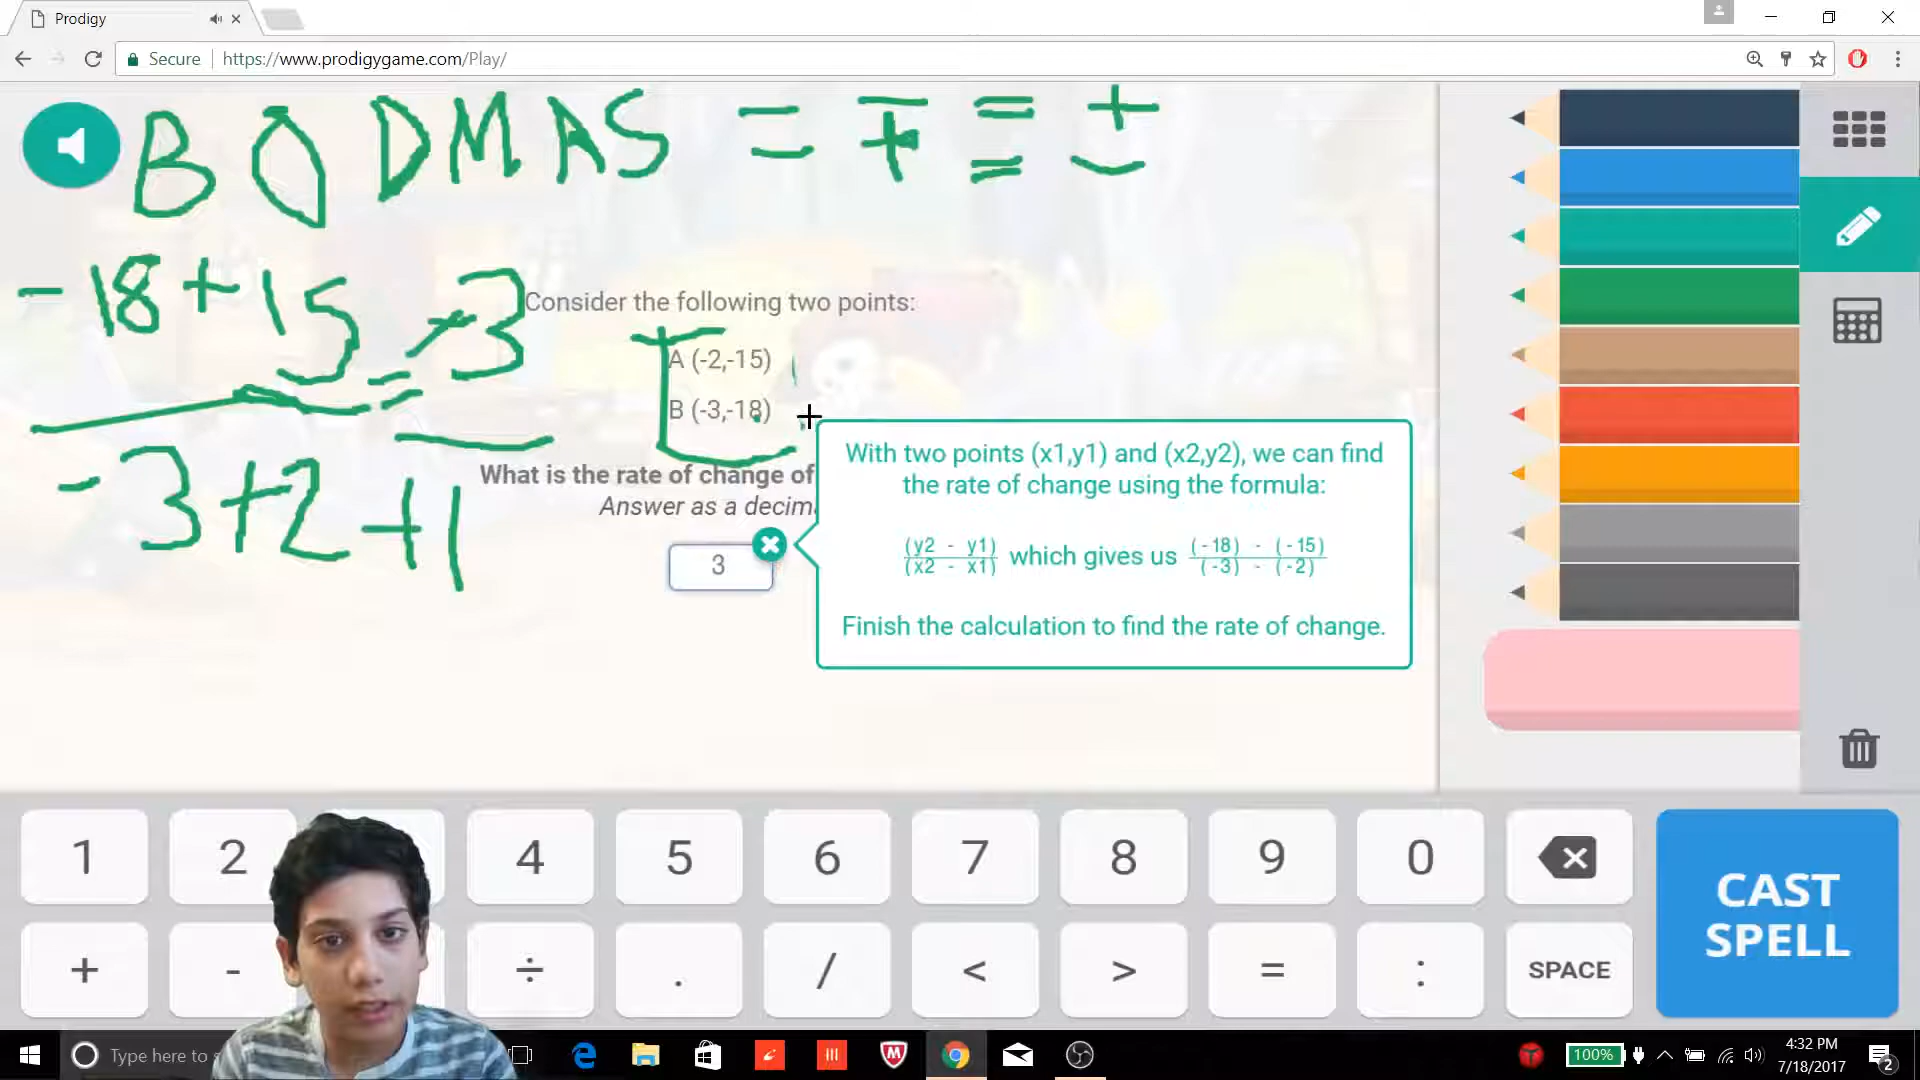 Prodigy
Secure https://www.prodigygame.com/Play/
B O D M A S = ∓ = = +
-18+15 = -3
-3+2 +1
Consider the following two points:
A (-2,-15)
B (-3,-18)
What is the rate of change of
Answer as a decim
3
With two points (x1,y1) and (x2,y2), we can find
the rate of change using the formula:
(y2 - y1) which gives us (-18) - (-15)
(x2 - x1) (-3) - (-2)
Finish the calculation to find the rate of change.
1 2 4 5 6 7 8 9 0
CAST
SPELL
+ - ÷ . / < > = : SPACE
Type here to s
100%
4:32 PM
7/18/2017
2